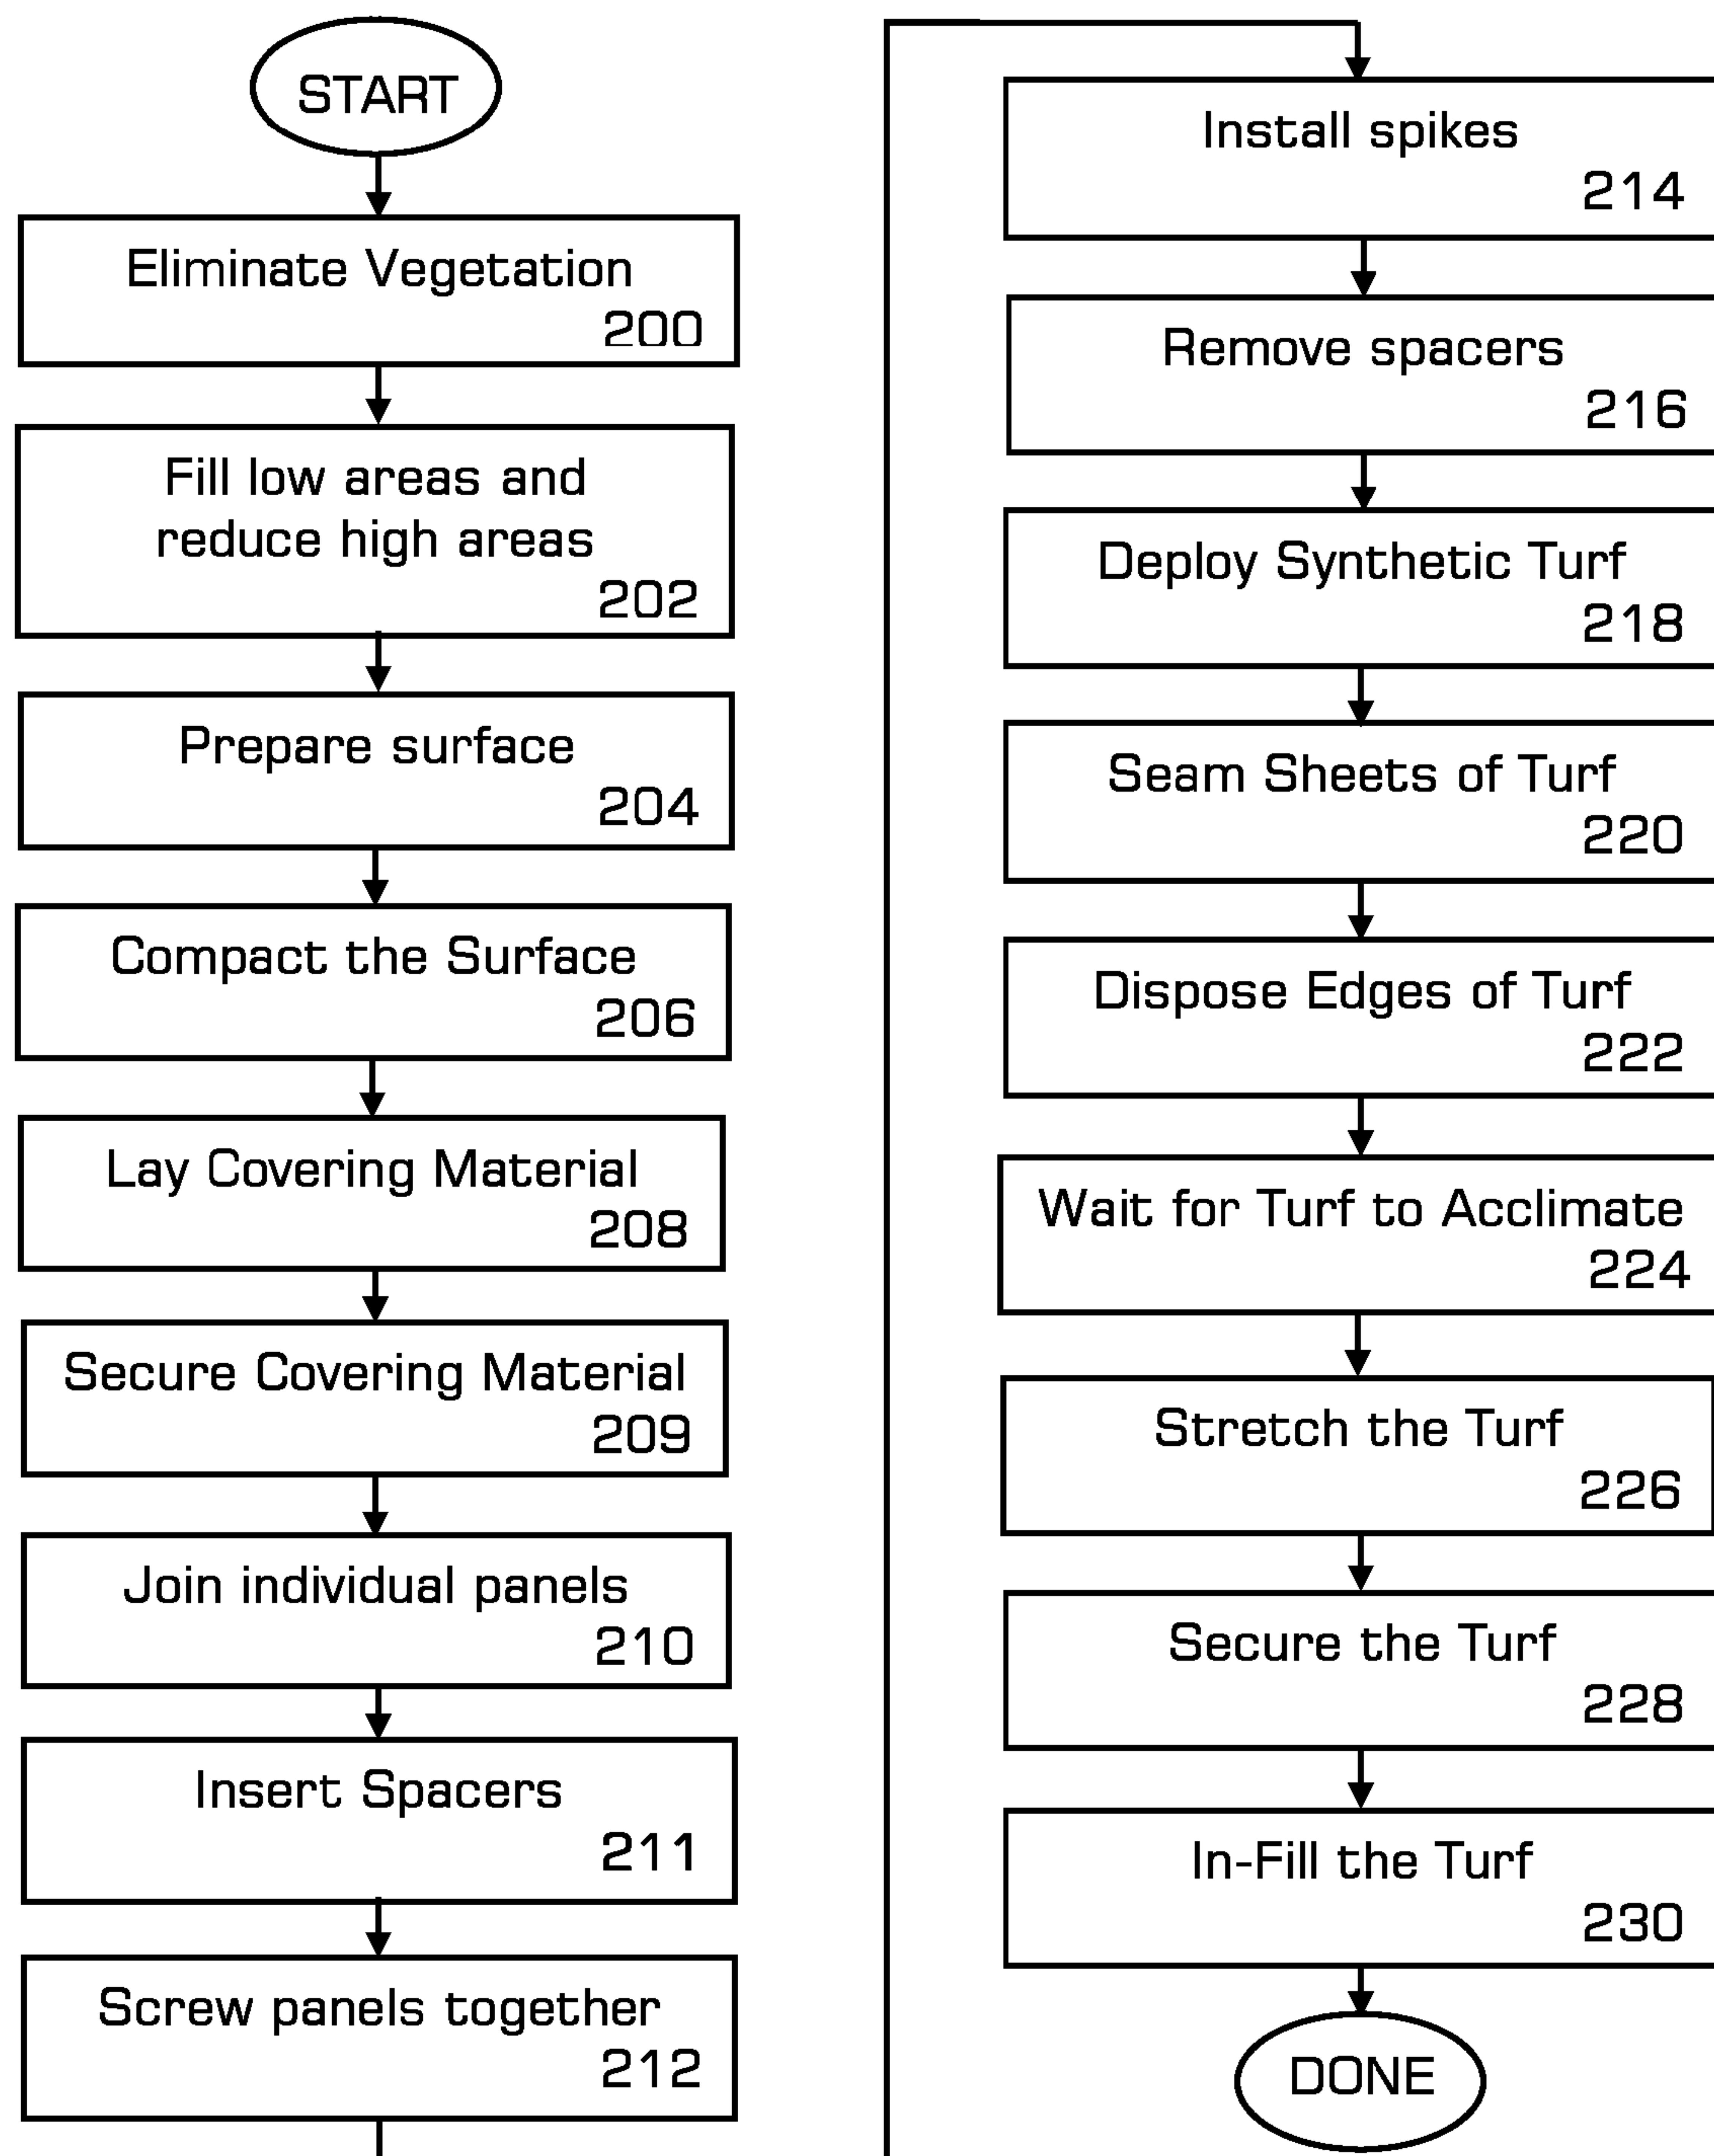 START
Eliminate Vegetation
200
Fill low areas and
reduce high areas
202
Prepare surface
204
Compact the Surface
206
Lay Covering Material
208
Secure Covering Material
209
Join individual panels
210
Insert Spacers
211
Screw panels together
212
Install spikes
214
Remove spacers
216
Deploy Synthetic Turf
218
Seam Sheets of Turf
220
Dispose Edges of Turf
222
Wait for Turf to Acclimate
224
Stretch the Turf
226
Secure the Turf
228
In-Fill the Turf
230
DONE